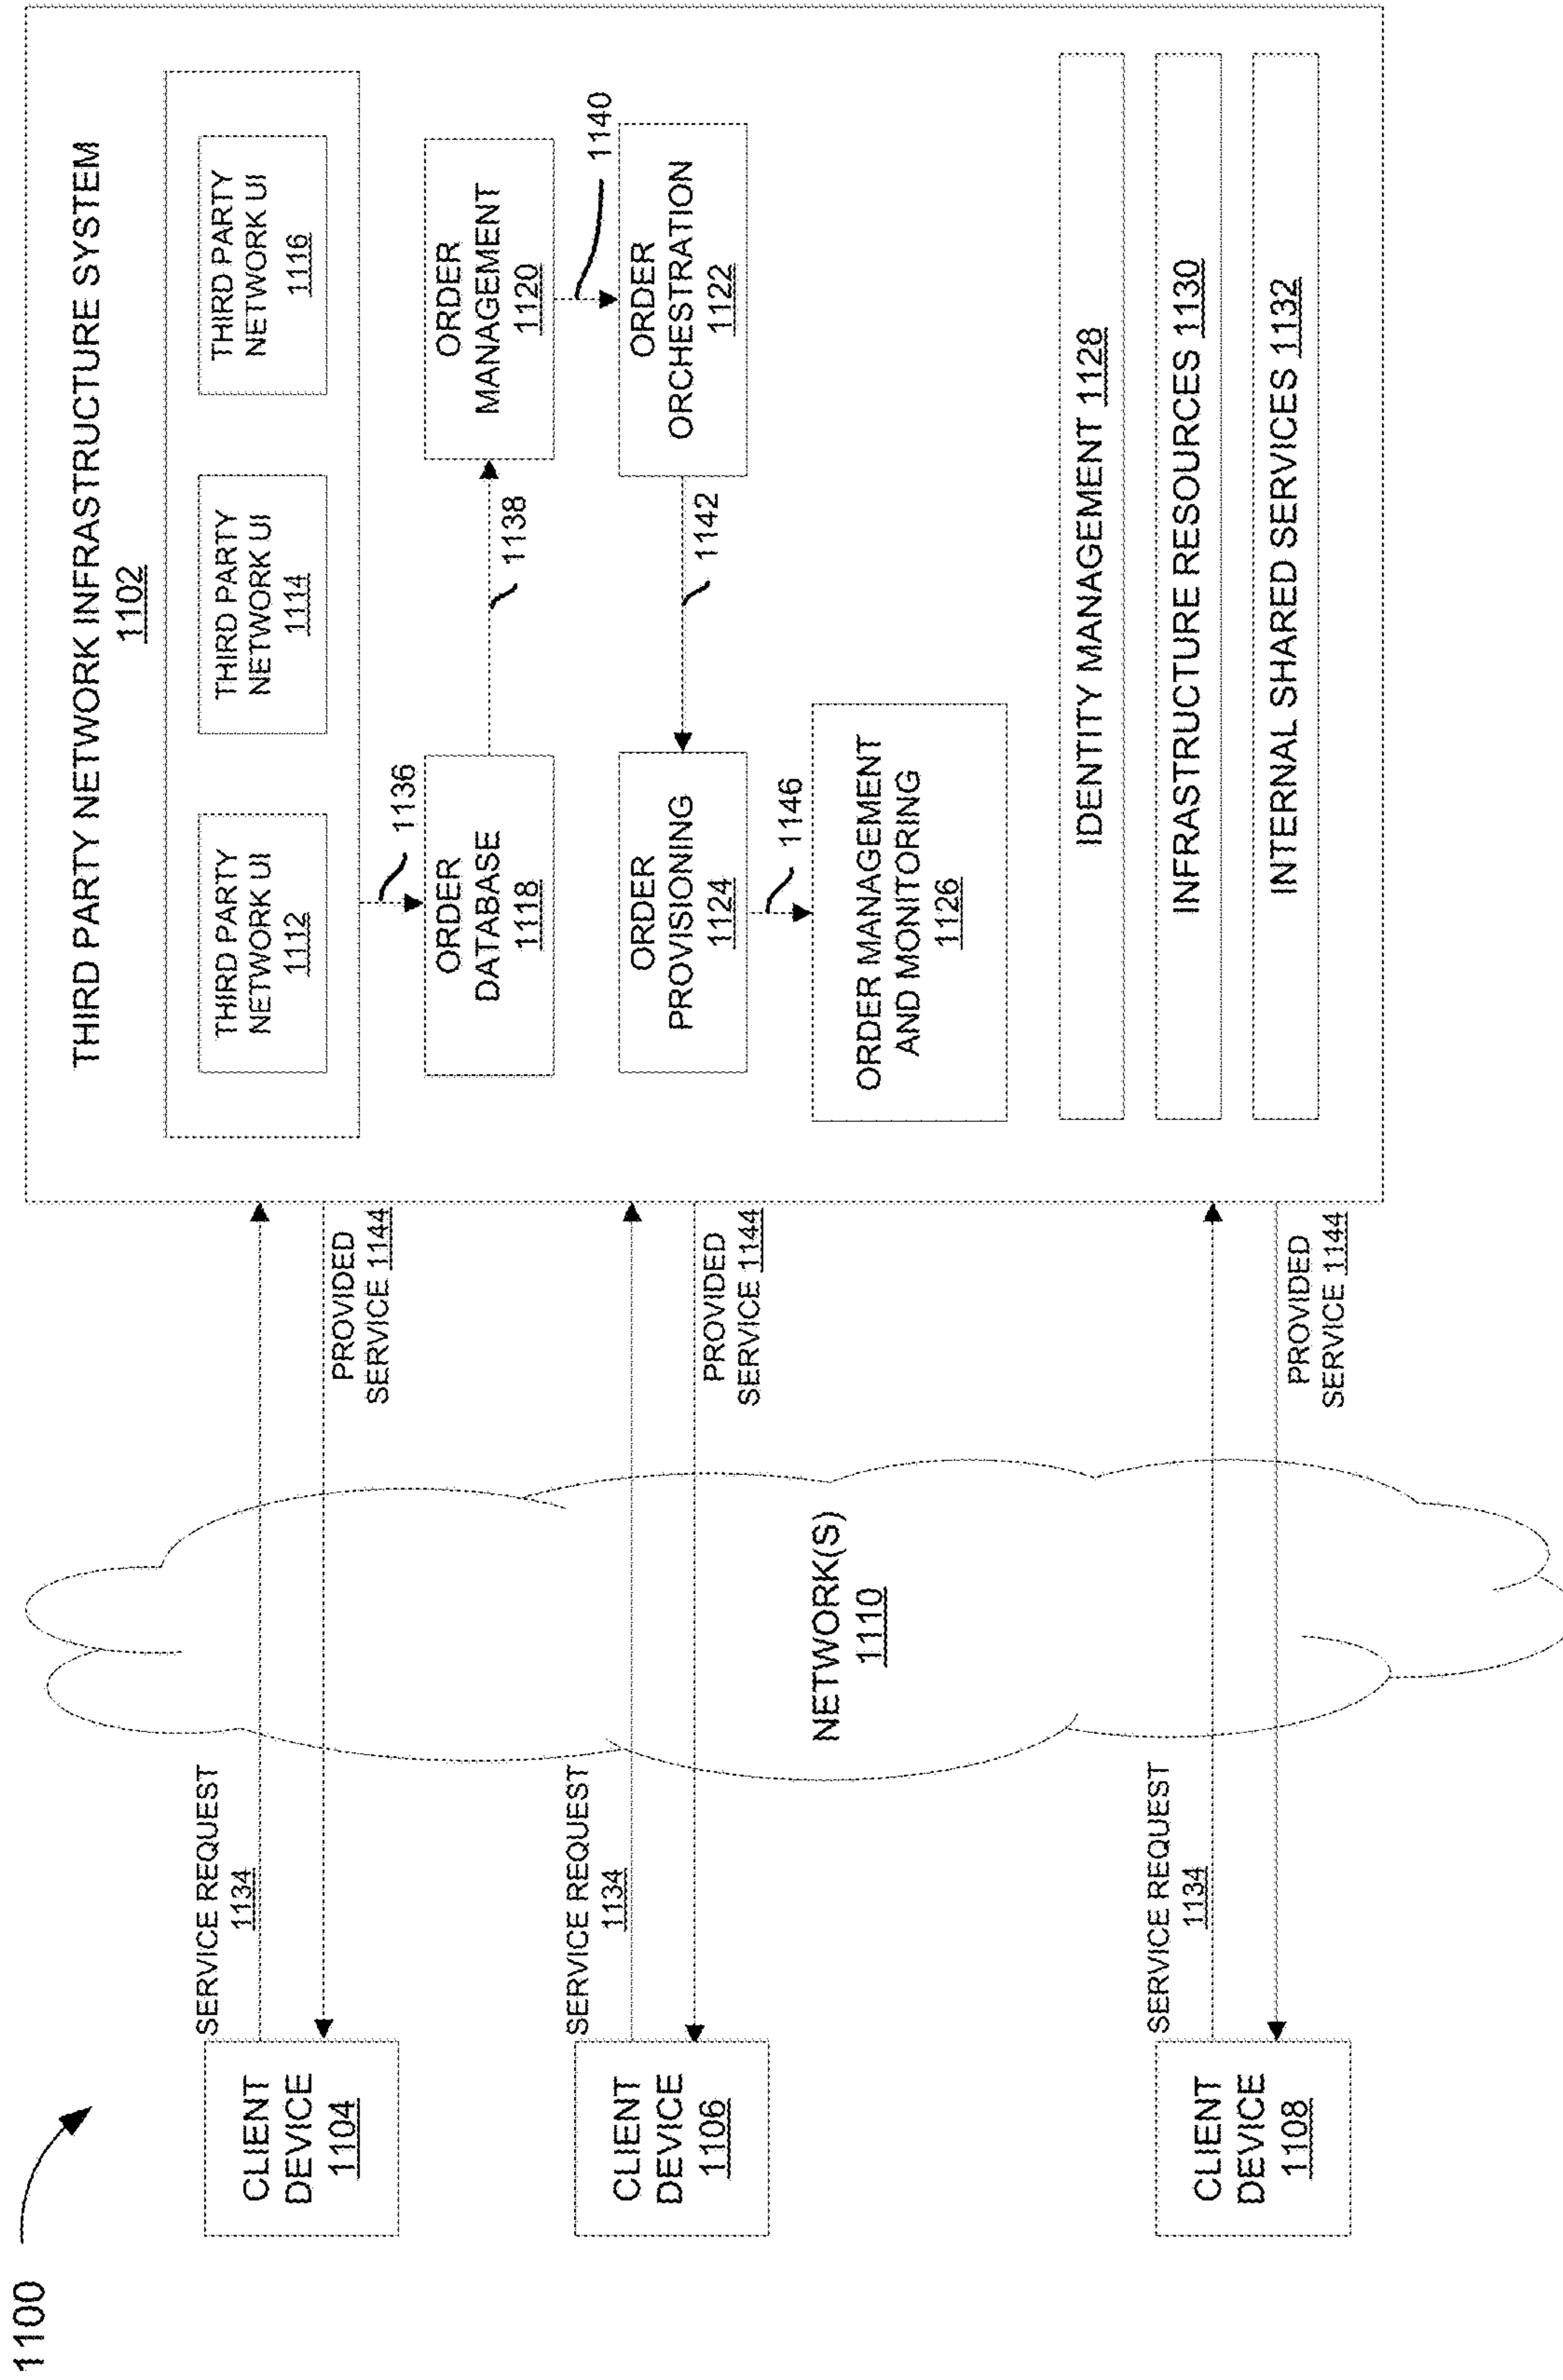 1100
CLIENT
DEVICE
1104
CLIENT
DEVICE
1106
CLIENT
DEVICE
1108
SERVICE REQUEST
1134
SERVICE REQUEST
1134
SERVICE REQUEST
1134
NETWORK(S)
1110
PROVIDED
SERVICE 1144
PROVIDED
SERVICE 1144
PROVIDED
SERVICE 1144
THIRD PARTY NETWORK INFRASTRUCTURE SYSTEM
1102
THIRD PARTY
NETWORK UI
1112
THIRD PARTY
NETWORK UI
1114
THIRD PARTY
NETWORK UI
1116
1136
ORDER
DATABASE
1118
1138
ORDER
MANAGEMENT
1120
1140
ORDER
ORCHESTRATION
1122
1142
ORDER
PROVISIONING
1124
1146
ORDER MANAGEMENT
AND MONITORING
1126
IDENTITY MANAGEMENT 1128
INFRASTRUCTURE RESOURCES 1130
INTERNAL SHARED SERVICES 1132